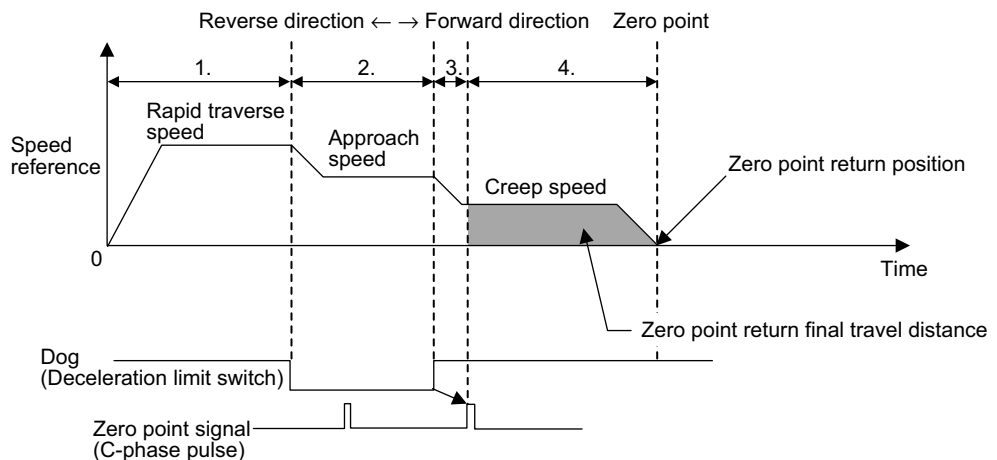 Reverse direction ← → Forward direction
Zero point
1.
2.
3.
4.
Rapid traverse
speed
Approach
speed
Speed
reference
Creep speed
Zero point return position
0
Time
Zero point return final travel distance
Dog
(Deceleration limit switch)
Zero point signal
(C-phase pulse)